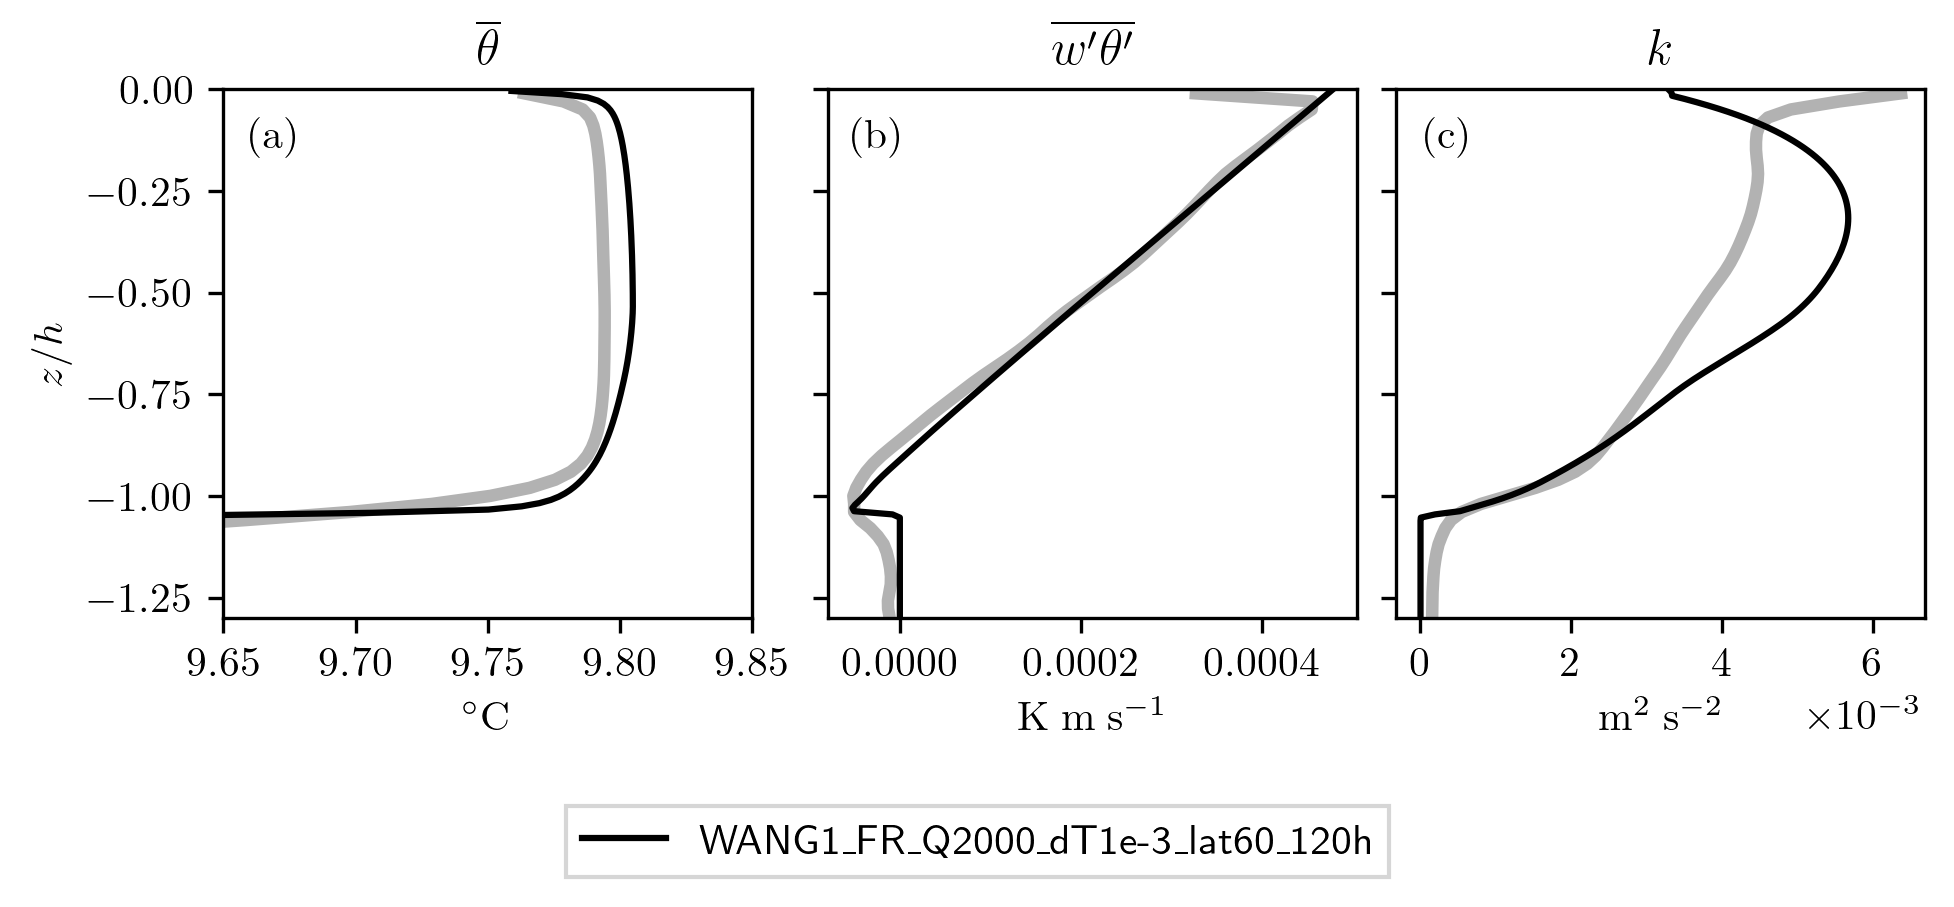 θ̅ w′θ′ k
(a) (b) (c)
0.00
−0.25
−0.50
−0.75
−1.00
−1.25
z/h
9.65 9.70 9.75 9.80 9.85 0.0000 0.0002 0.0004 0 2 4 6
°C K m s⁻¹ m² s⁻² ×10⁻³
WANG1_FR_Q2000_dT1e-3_lat60_120h